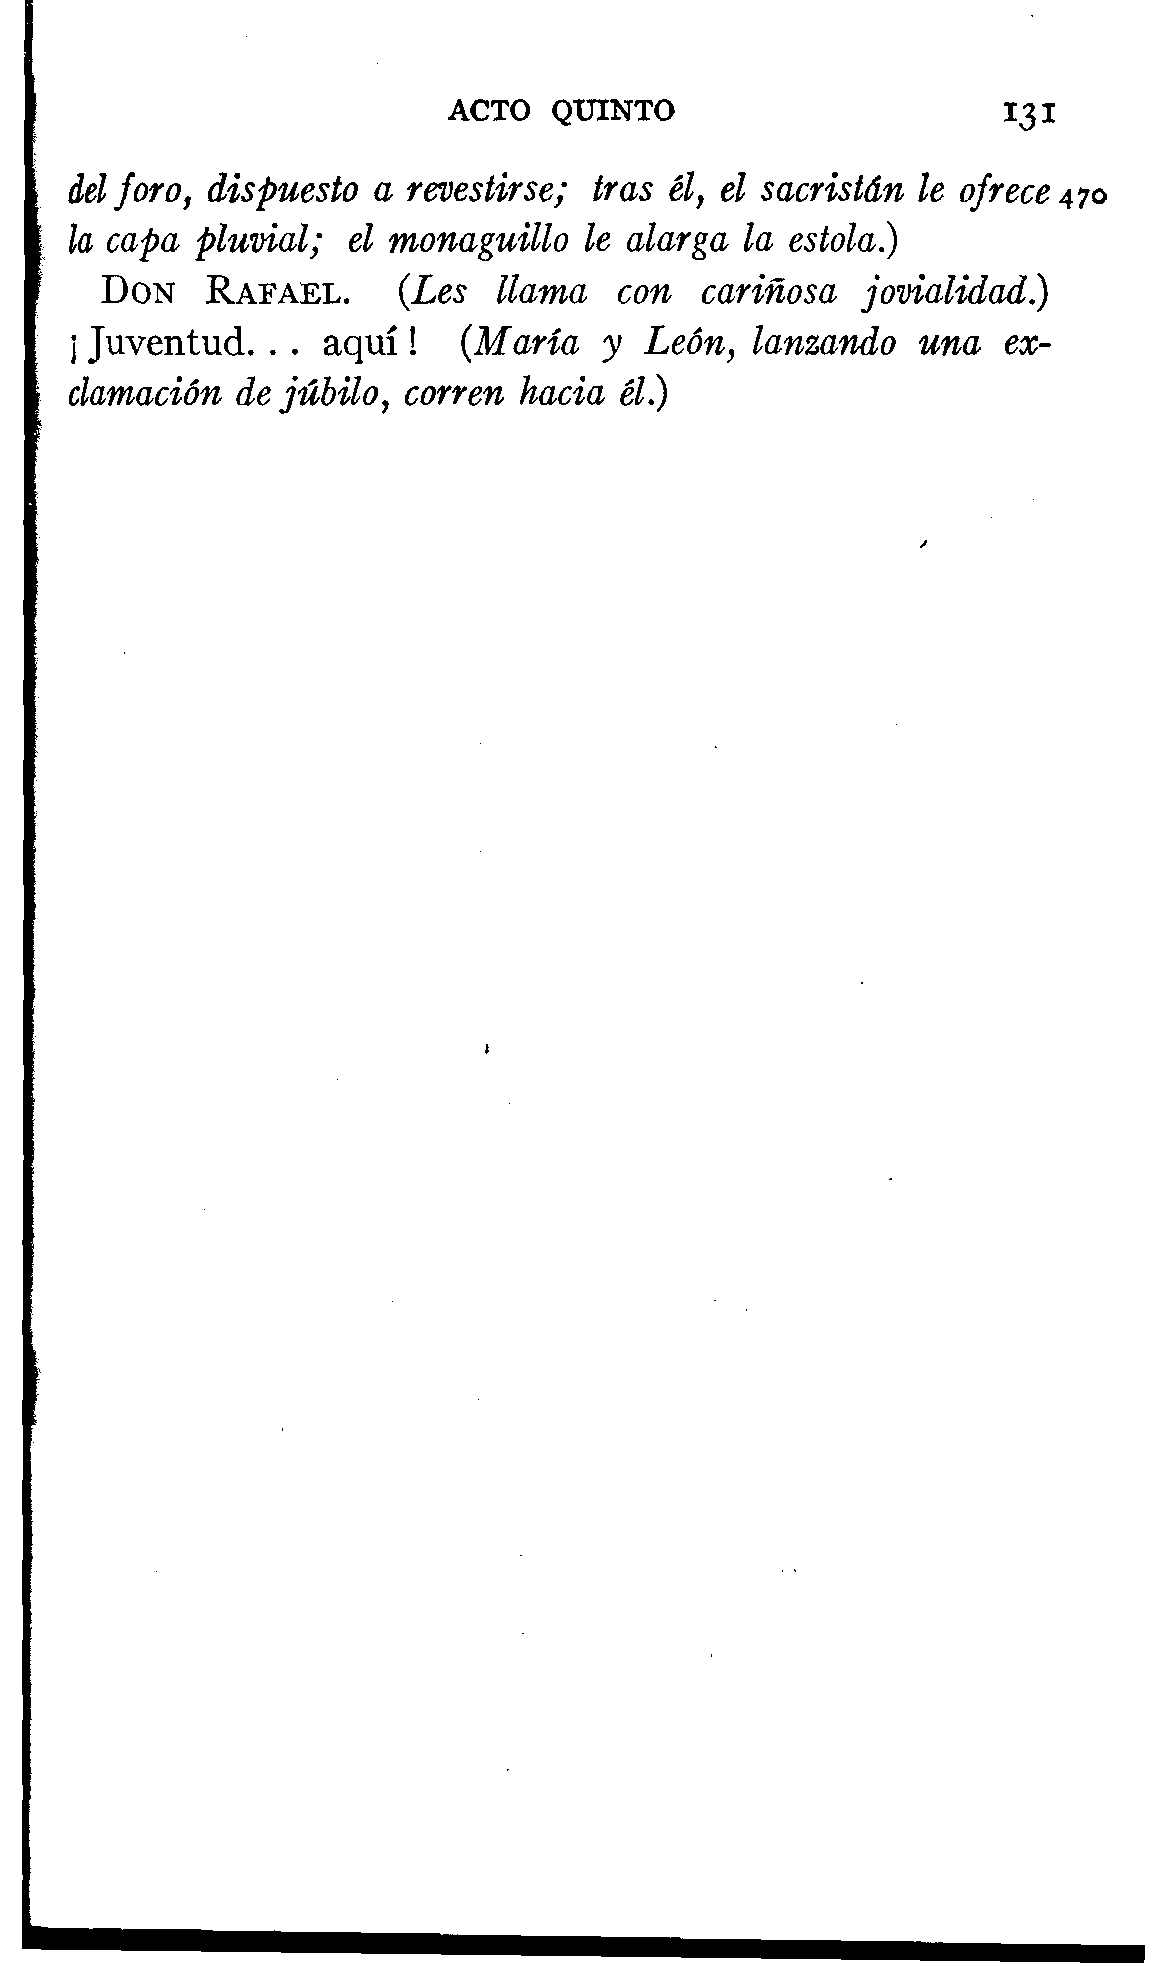 ACTO QUINTO 131
del foro, dispuesto a revestirse; tras él, el sacristán le ofrece 470
la capa pluvial; el monaguillo le alarga la estola.)
DON RAFAEL. (Les llama con cariñosa jovialidad.)
¡Juventud... aquí! (María y León, lanzando una ex-
clamación de júbilo, corren hacia él.)